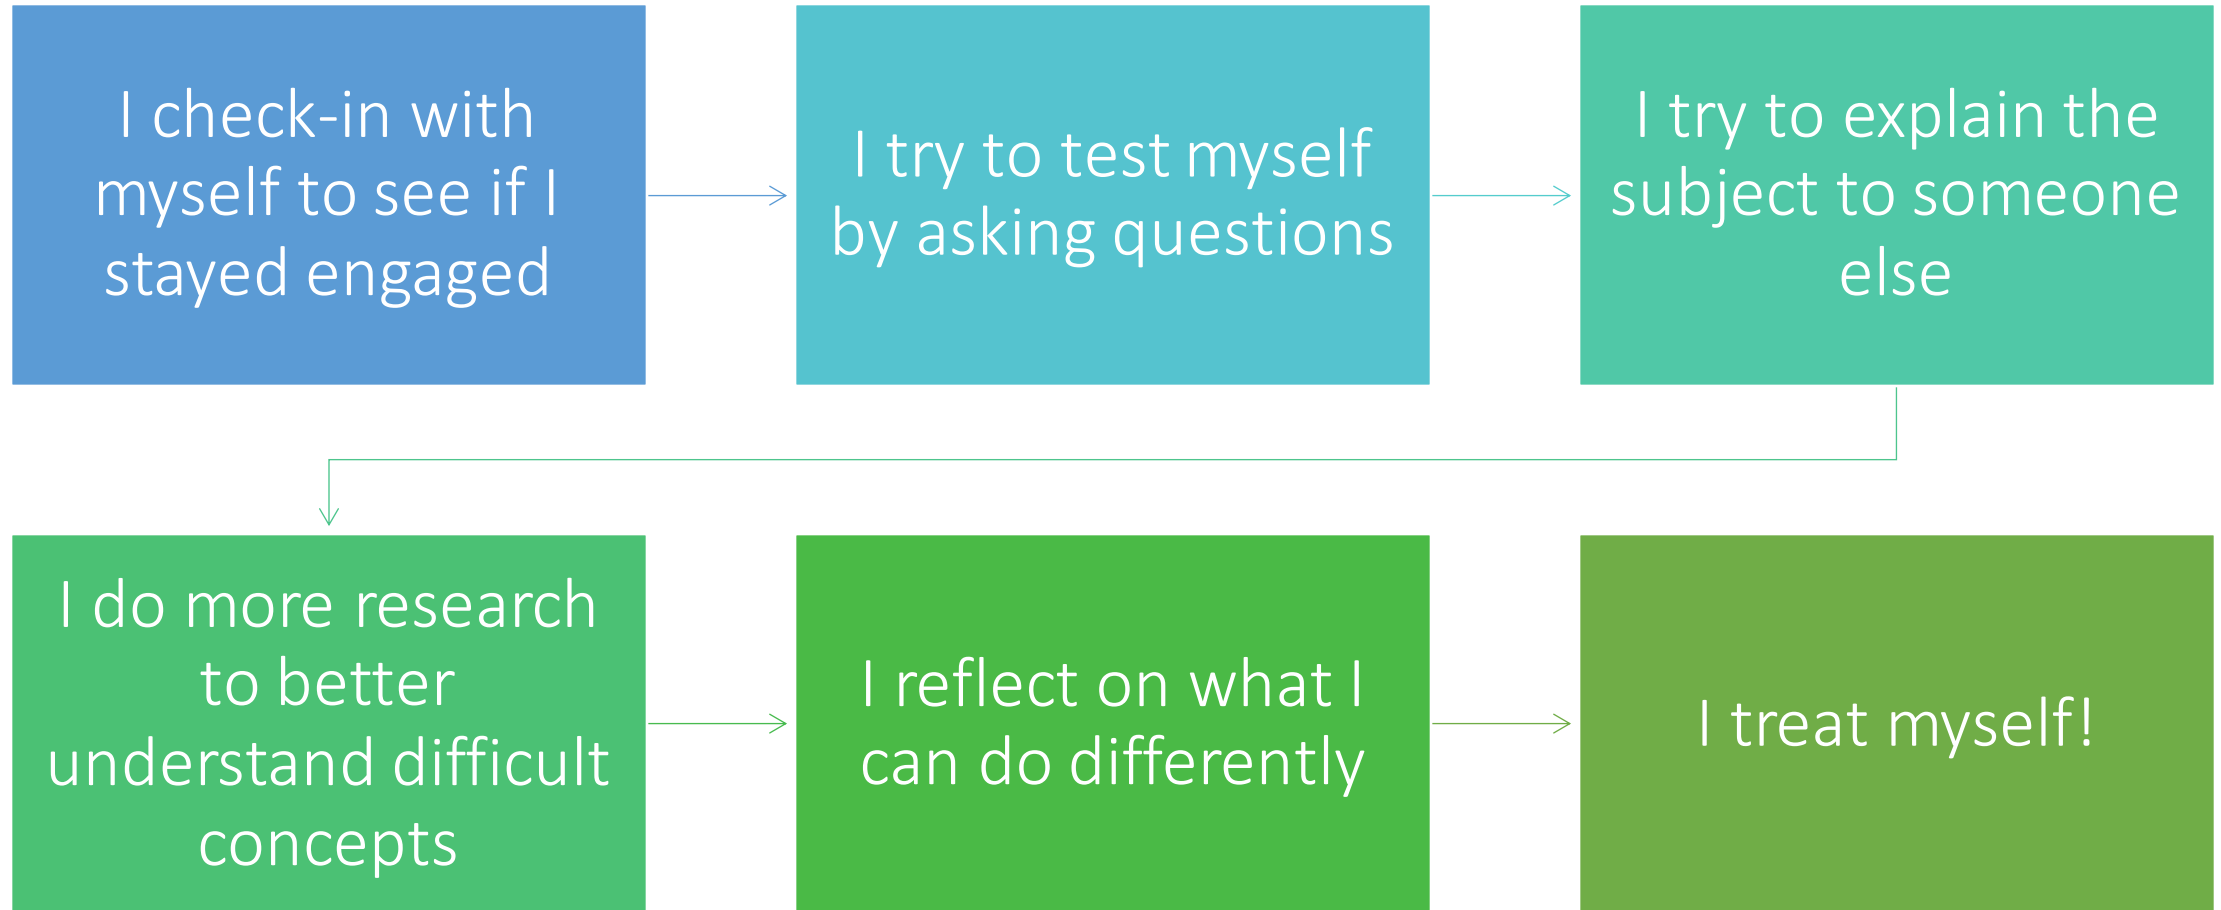 I check-in with
myself to see if I
stayed engaged
I try to test myself
by asking questions
I try to explain the
subject to someone
else
I do more research
to better
understand difficult
concepts
I reflect on what I
can do differently
I treat myself!